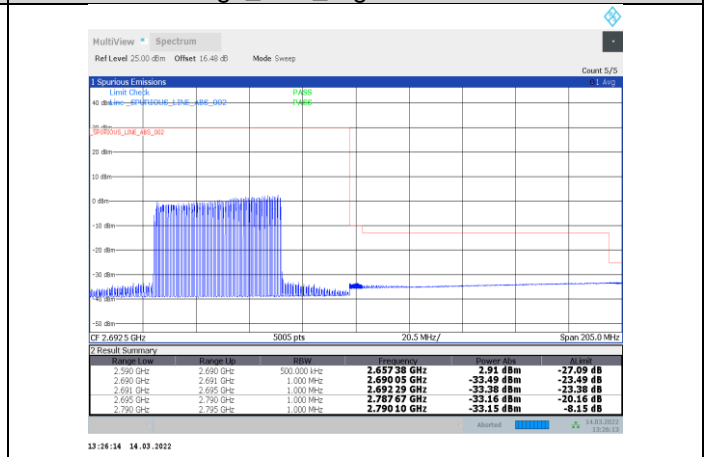 MultiView Spectrum
Ref Level 25.00 dBm Offset 16.48 dB Mode Sweep
Count 5/5
1 Spurious Emissions 1 Avg
Limit Check PASS
40 dBm Line _SPURIOUS_LINE_ABS_002 PASS
_SPURIOUS_LINE_ABS_002
20 dBm
10 dBm
0 dBm
-10 dBm
-20 dBm
-30 dBm
-40 dBm
-50 dBm
CF 2.6925 GHz 5005 pts 20.5 MHz/ Span 205.0 MHz
2 Result Summary
Range Low Range Up RBW Frequency Power Abs ΔLimit
2.590 GHz 2.690 GHz 500.000 kHz 2.65738 GHz 2.91 dBm -27.09 dB
2.690 GHz 2.691 GHz 1.000 MHz 2.69005 GHz -33.49 dBm -23.49 dB
2.691 GHz 2.695 GHz 1.000 MHz 2.69229 GHz -33.38 dBm -23.38 dB
2.695 GHz 2.790 GHz 1.000 MHz 2.78767 GHz -33.16 dBm -20.16 dB
2.790 GHz 2.795 GHz 1.000 MHz 2.79010 GHz -33.15 dBm -8.15 dB
Aborted 14.03.2022
13:26:13
13:26:14 14.03.2022